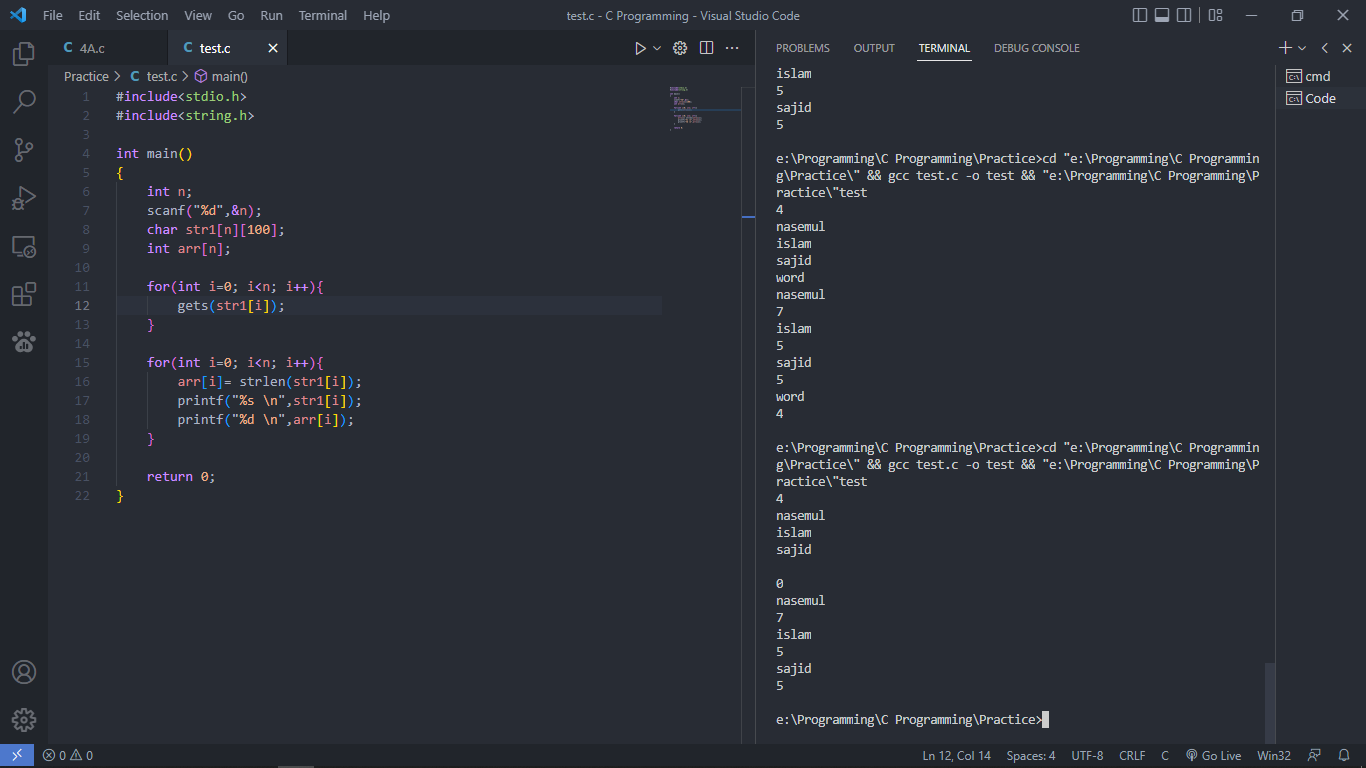 File Edit Selection View Go Run Terminal Help test.c - C Programming - Visual Studio Code
C 4A.c C test.c
Practice > C test.c > main()
1 #include<stdio.h>
2 #include<string.h>
3
4 int main()
5 {
6 int n;
7 scanf("%d",&n);
8 char str1[n][100];
9 int arr[n];
10
11 for(int i=0; i<n; i++){
12 gets(str1[i]);
13 }
14
15 for(int i=0; i<n; i++){
16 arr[i]= strlen(str1[i]);
17 printf("%s \n",str1[i]);
18 printf("%d \n",arr[i]);
19 }
20
21 return 0;
22 }
PROBLEMS OUTPUT TERMINAL DEBUG CONSOLE
islam
5
sajid
5
e:\Programming\C Programming\Practice>cd "e:\Programming\C Programmin
g\Practice\" && gcc test.c -o test && "e:\Programming\C Programming\P
ractice\"test
4
nasemul
islam
sajid
word
nasemul
7
islam
5
sajid
5
word
4
e:\Programming\C Programming\Practice>cd "e:\Programming\C Programmin
g\Practice\" && gcc test.c -o test && "e:\Programming\C Programming\P
ractice\"test
4
nasemul
islam
sajid
0
nasemul
7
islam
5
sajid
5
e:\Programming\C Programming\Practice>
cmd
Code
0 0 Ln 12, Col 14 Spaces: 4 UTF-8 CRLF C Go Live Win32